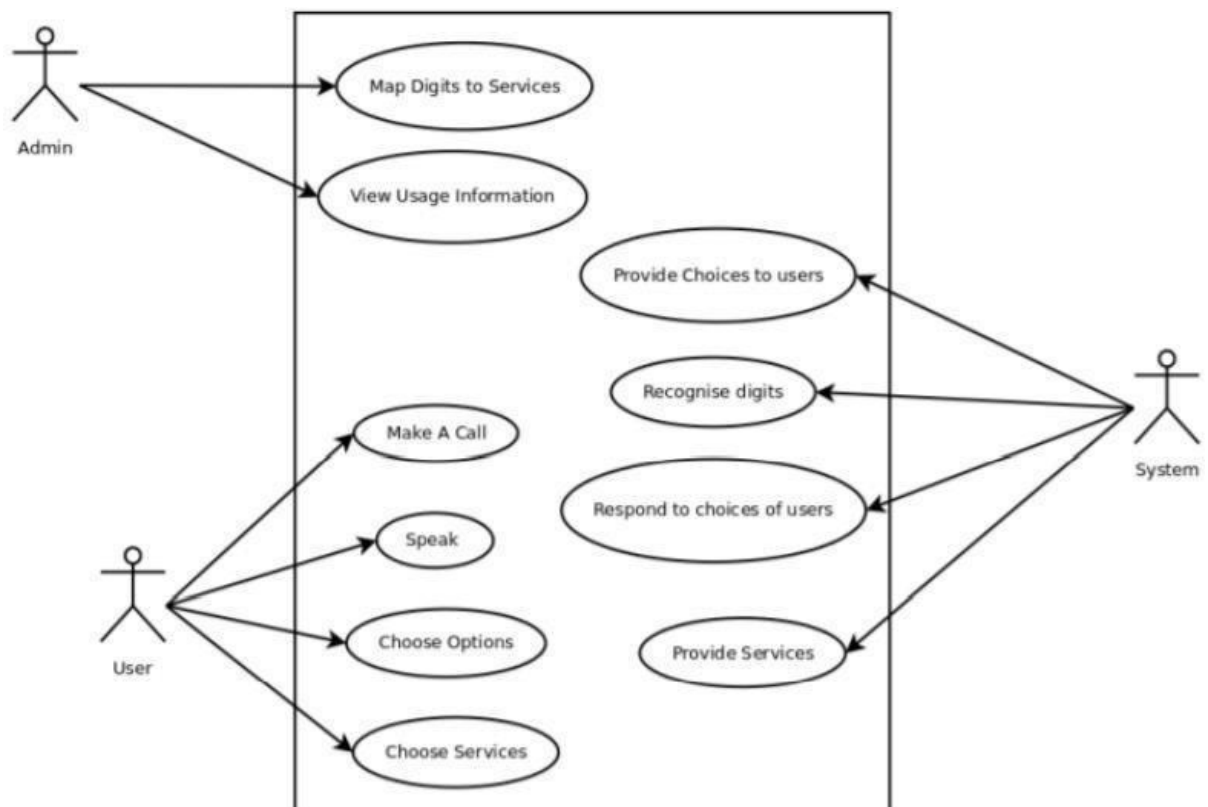 Map Digits to Services
Admin
View Usage Information
Provide Choices to users
Recognise digits
Make A Call
System
Respond to choices of users
Speak
Choose Options
Provide Services
User
Choose Services